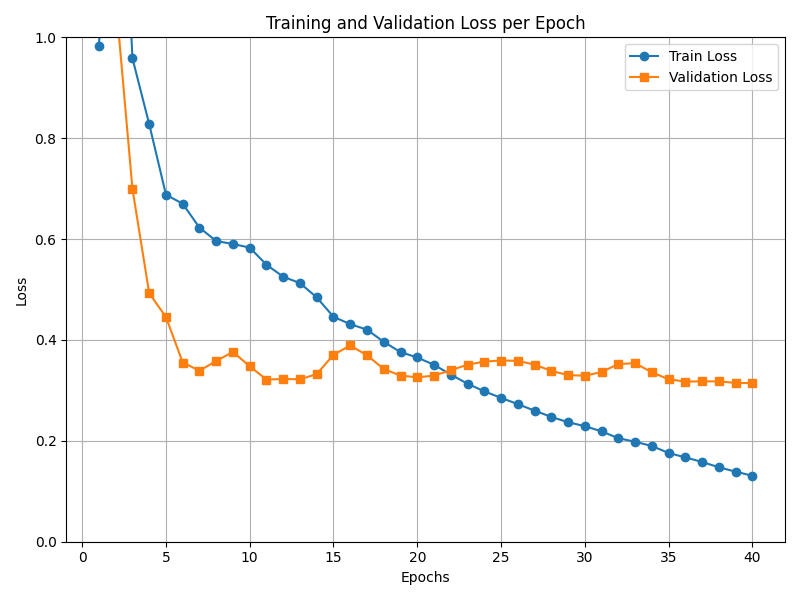 Training and Validation Loss per Epoch
Train Loss
Validation Loss
1.0
0.8
0.6
0.4
0.2
0.0
Loss
0 5 10 15 20 25 30 35 40
Epochs